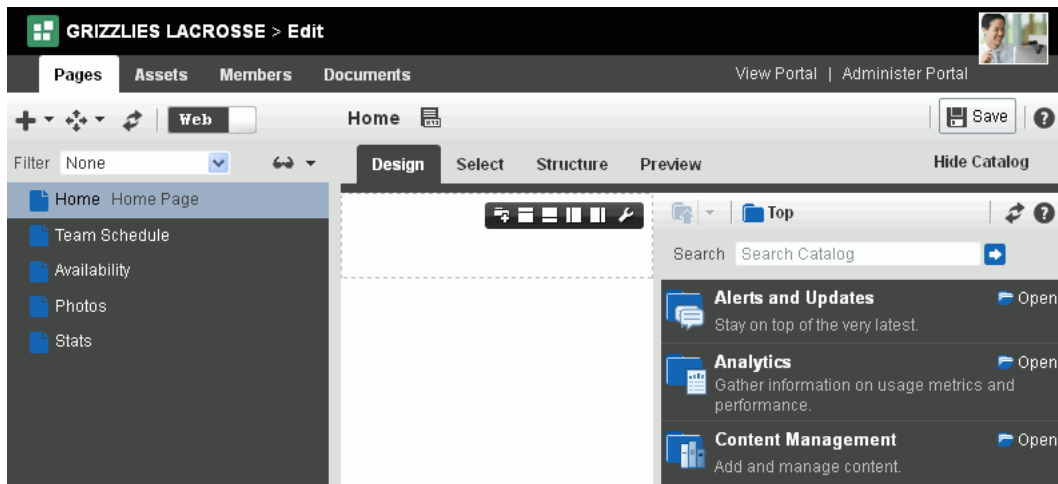 GRIZZLIES LACROSSE > Edit
Pages Assets Members Documents View Portal | Administer Portal
Web Home Save
Filter None Design Select Structure Preview Hide Catalog
Home Home Page
Team Schedule
Availability
Photos
Stats
Top
Search Search Catalog
Alerts and Updates Open
Stay on top of the very latest.
Analytics Open
Gather information on usage metrics and
performance.
Content Management Open
Add and manage content.